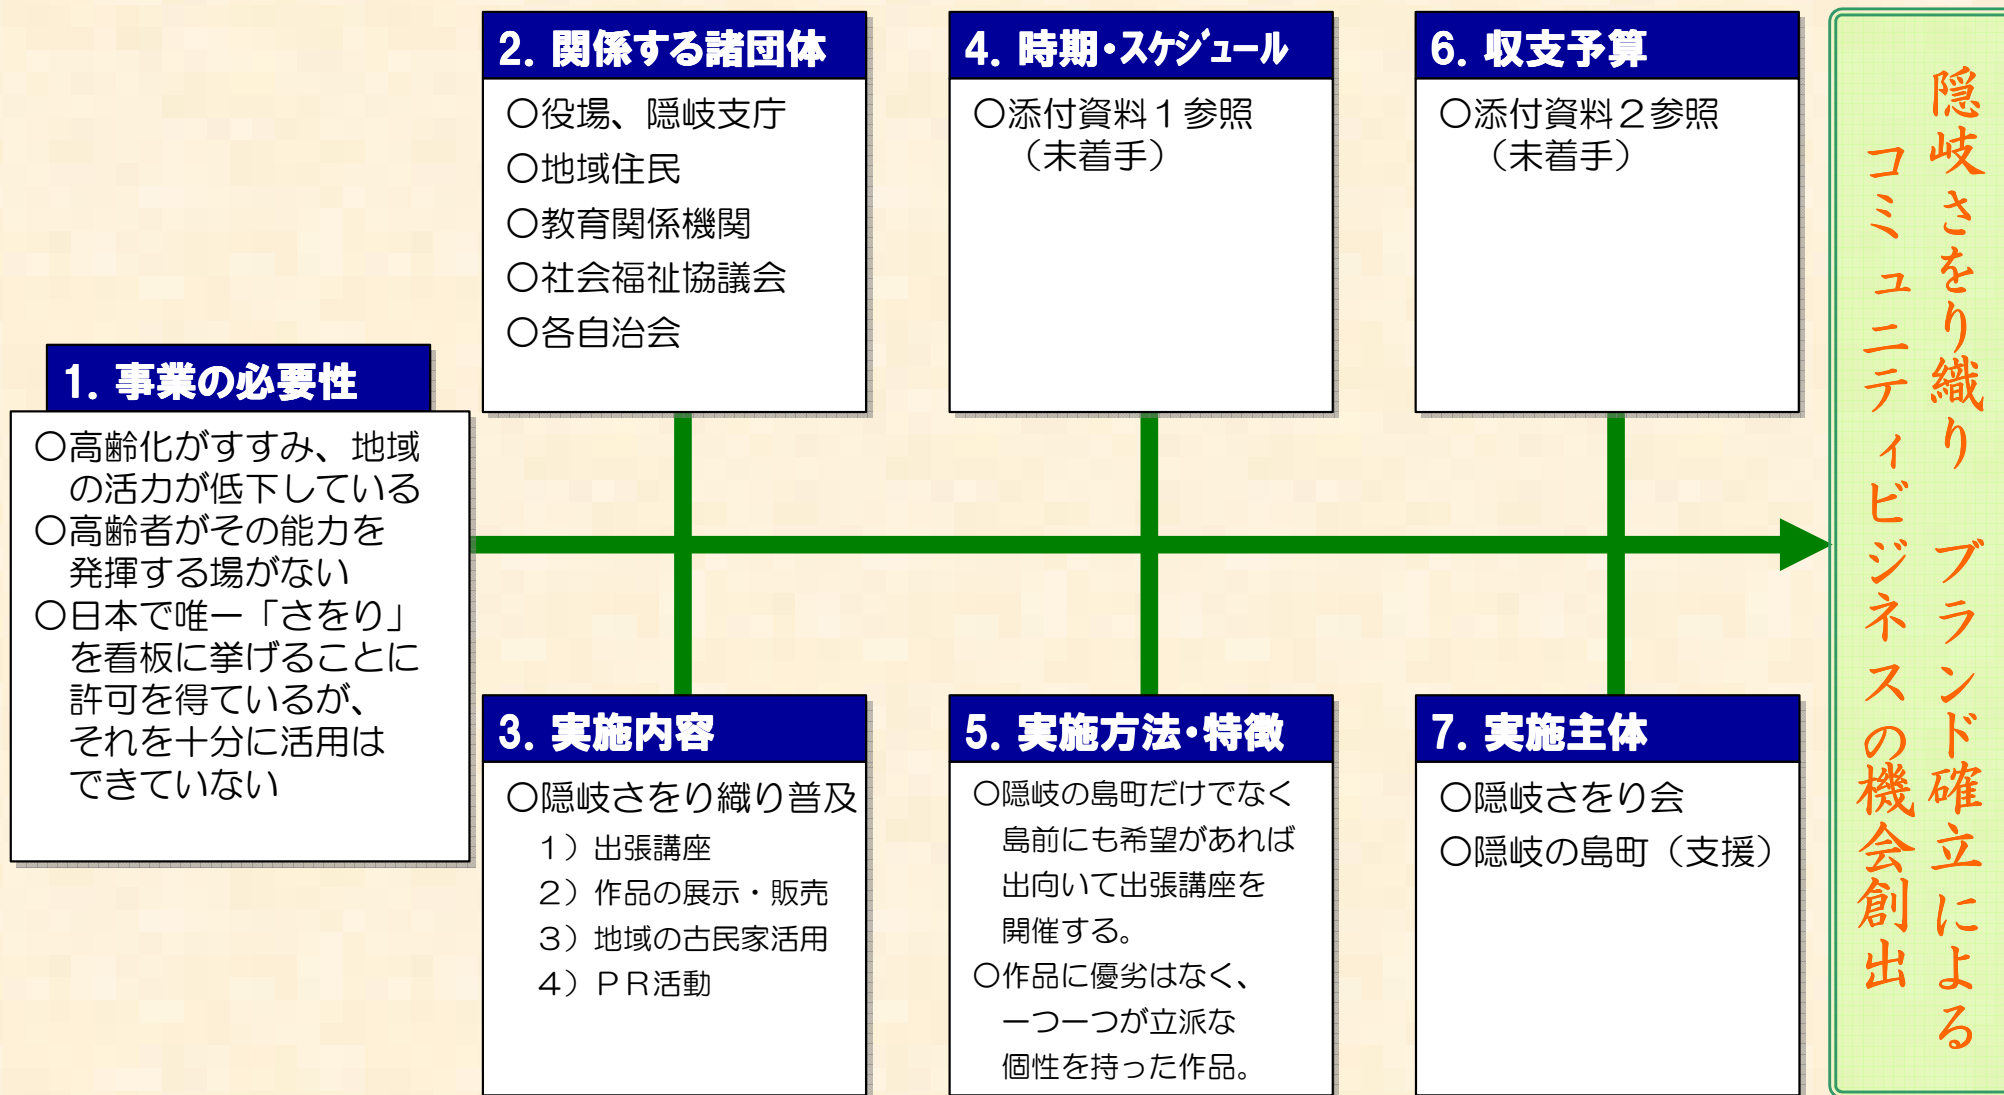 1. 事業の必要性
○高齢化がすすみ、地域
の活力が低下している
○高齢者がその能力を
発揮する場がない
○日本で唯一「さをり」
を看板に挙げることに
許可を得ているが、
それを十分に活用は
できていない
2. 関係する諸団体
○役場、隠岐支庁
○地域住民
○教育関係機関
○社会福祉協議会
○各自治会
3. 実施内容
○隠岐さをり織り普及
１）出張講座
２）作品の展示・販売
３）地域の古民家活用
４）ＰＲ活動
4. 時期・スケジュール
○添付資料１参照
（未着手）
5. 実施方法・特徴
○隠岐の島町だけでなく
島前にも希望があれば
出向いて出張講座を
開催する。
○作品に優劣はなく、
一つ一つが立派な
個性を持った作品。
6. 収支予算
○添付資料２参照
（未着手）
7. 実施主体
○隠岐さをり会
○隠岐の島町（支援）
隠岐さをり織り　ブランド確立による
コミュニティビジネスの機会創出